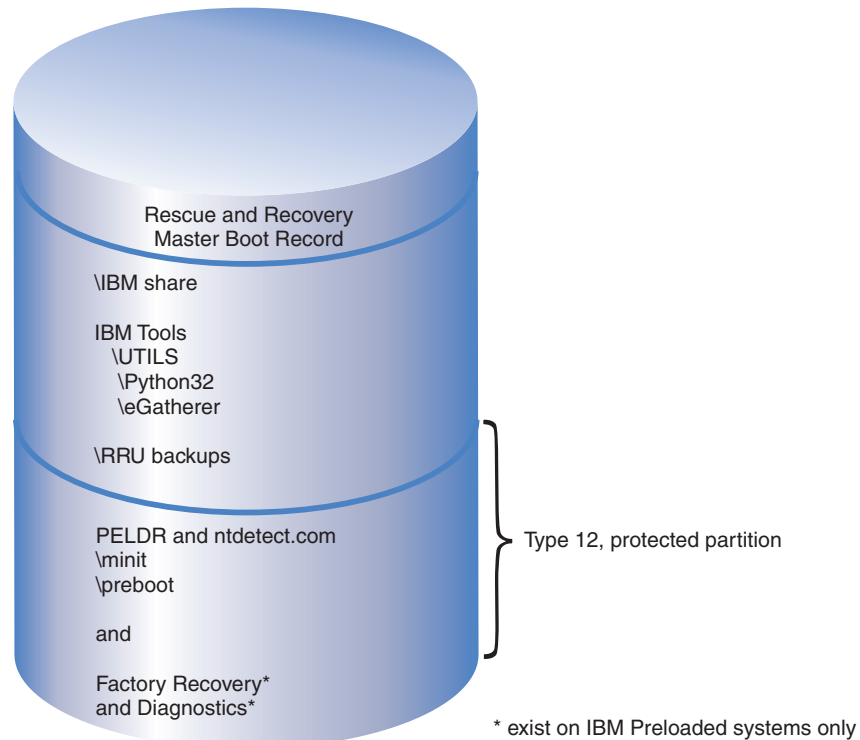 Rescue and Recovery
Master Boot Record
\IBM share
IBM Tools
\UTILS
\Python32
\eGatherer
\RRU backups
PELDR and ntdetect.com
\minit
\preboot
and
Factory Recovery*
and Diagnostics*
Type 12, protected partition
* exist on IBM Preloaded systems only